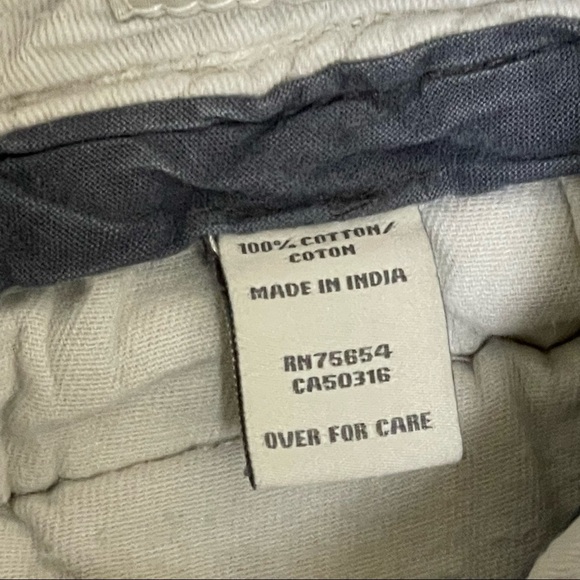 100% COTTON/
COTON
MADE IN INDIA
RN75654
CA50316
OVER FOR CARE